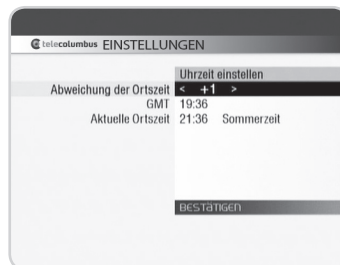 telecolumbus EINSTELLUNGEN
Uhrzeit einstellen
Abweichung der Ortszeit < +1 >
GMT 19:36
Aktuelle Ortszeit 21:36 Sommerzeit
BESTÄTIGEN